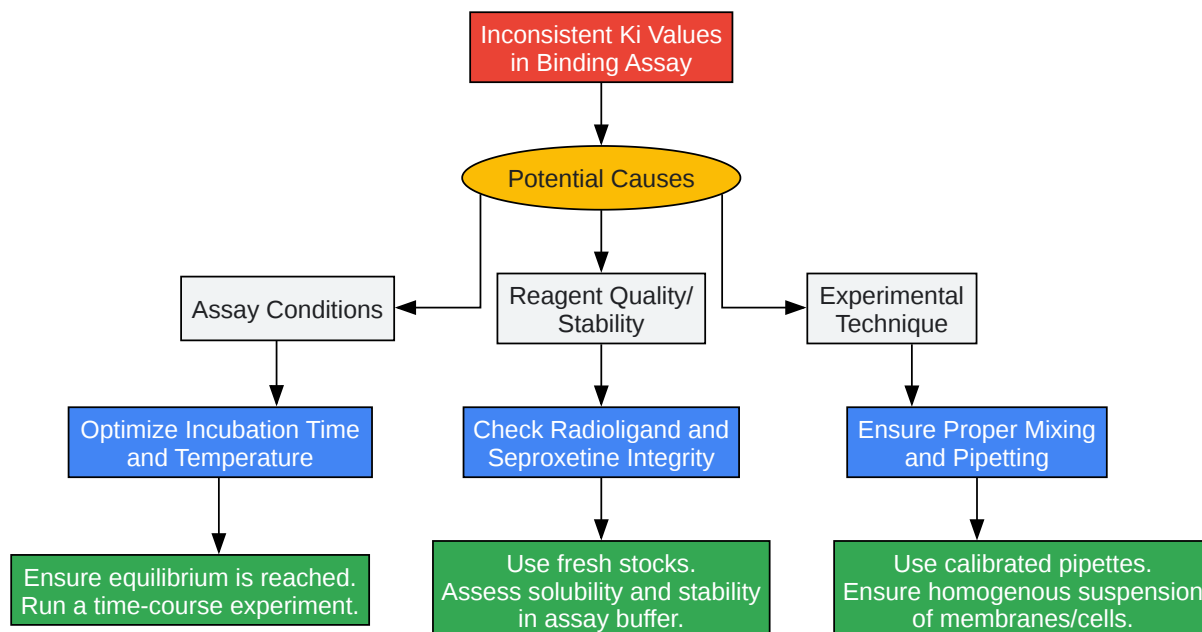 Inconsistent Ki Values
in Binding Assay
Potential Causes
Assay Conditions
Reagent Quality/
Stability
Experimental
Technique
Optimize Incubation Time
and Temperature
Check Radioligand and
Seproxetine Integrity
Ensure Proper Mixing
and Pipetting
Ensure equilibrium is reached.
Run a time-course experiment.
Use fresh stocks.
Assess solubility and stability
in assay buffer.
Use calibrated pipettes.
Ensure homogenous suspension
of membranes/cells.